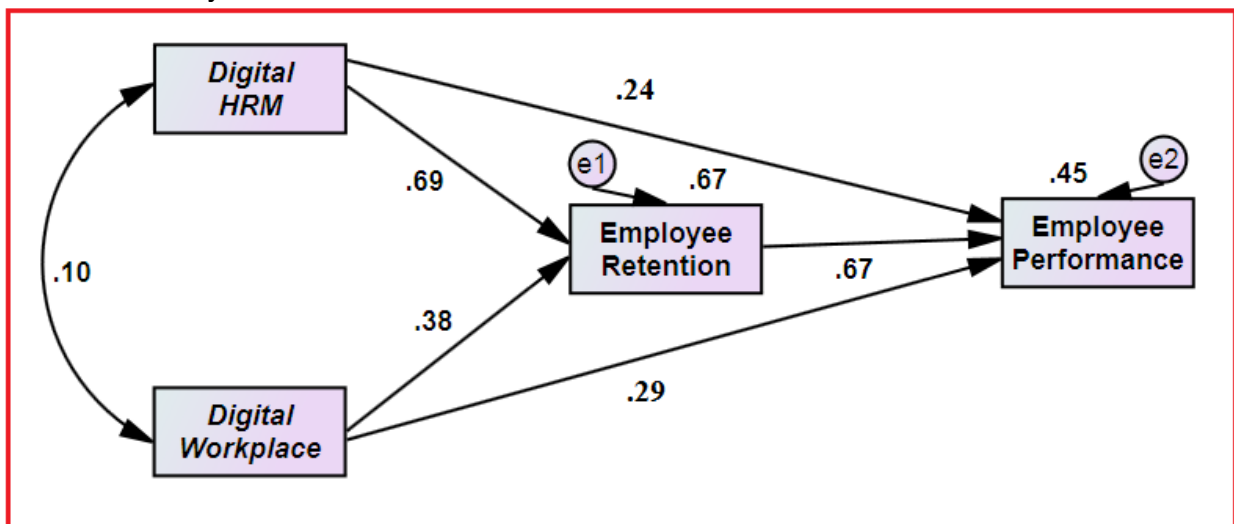 Digital
HRM
.24
e1
.67
.45
e2
.69
Employee
Retention
Employee
Performance
.67
.10
.38
.29
Digital
Workplace